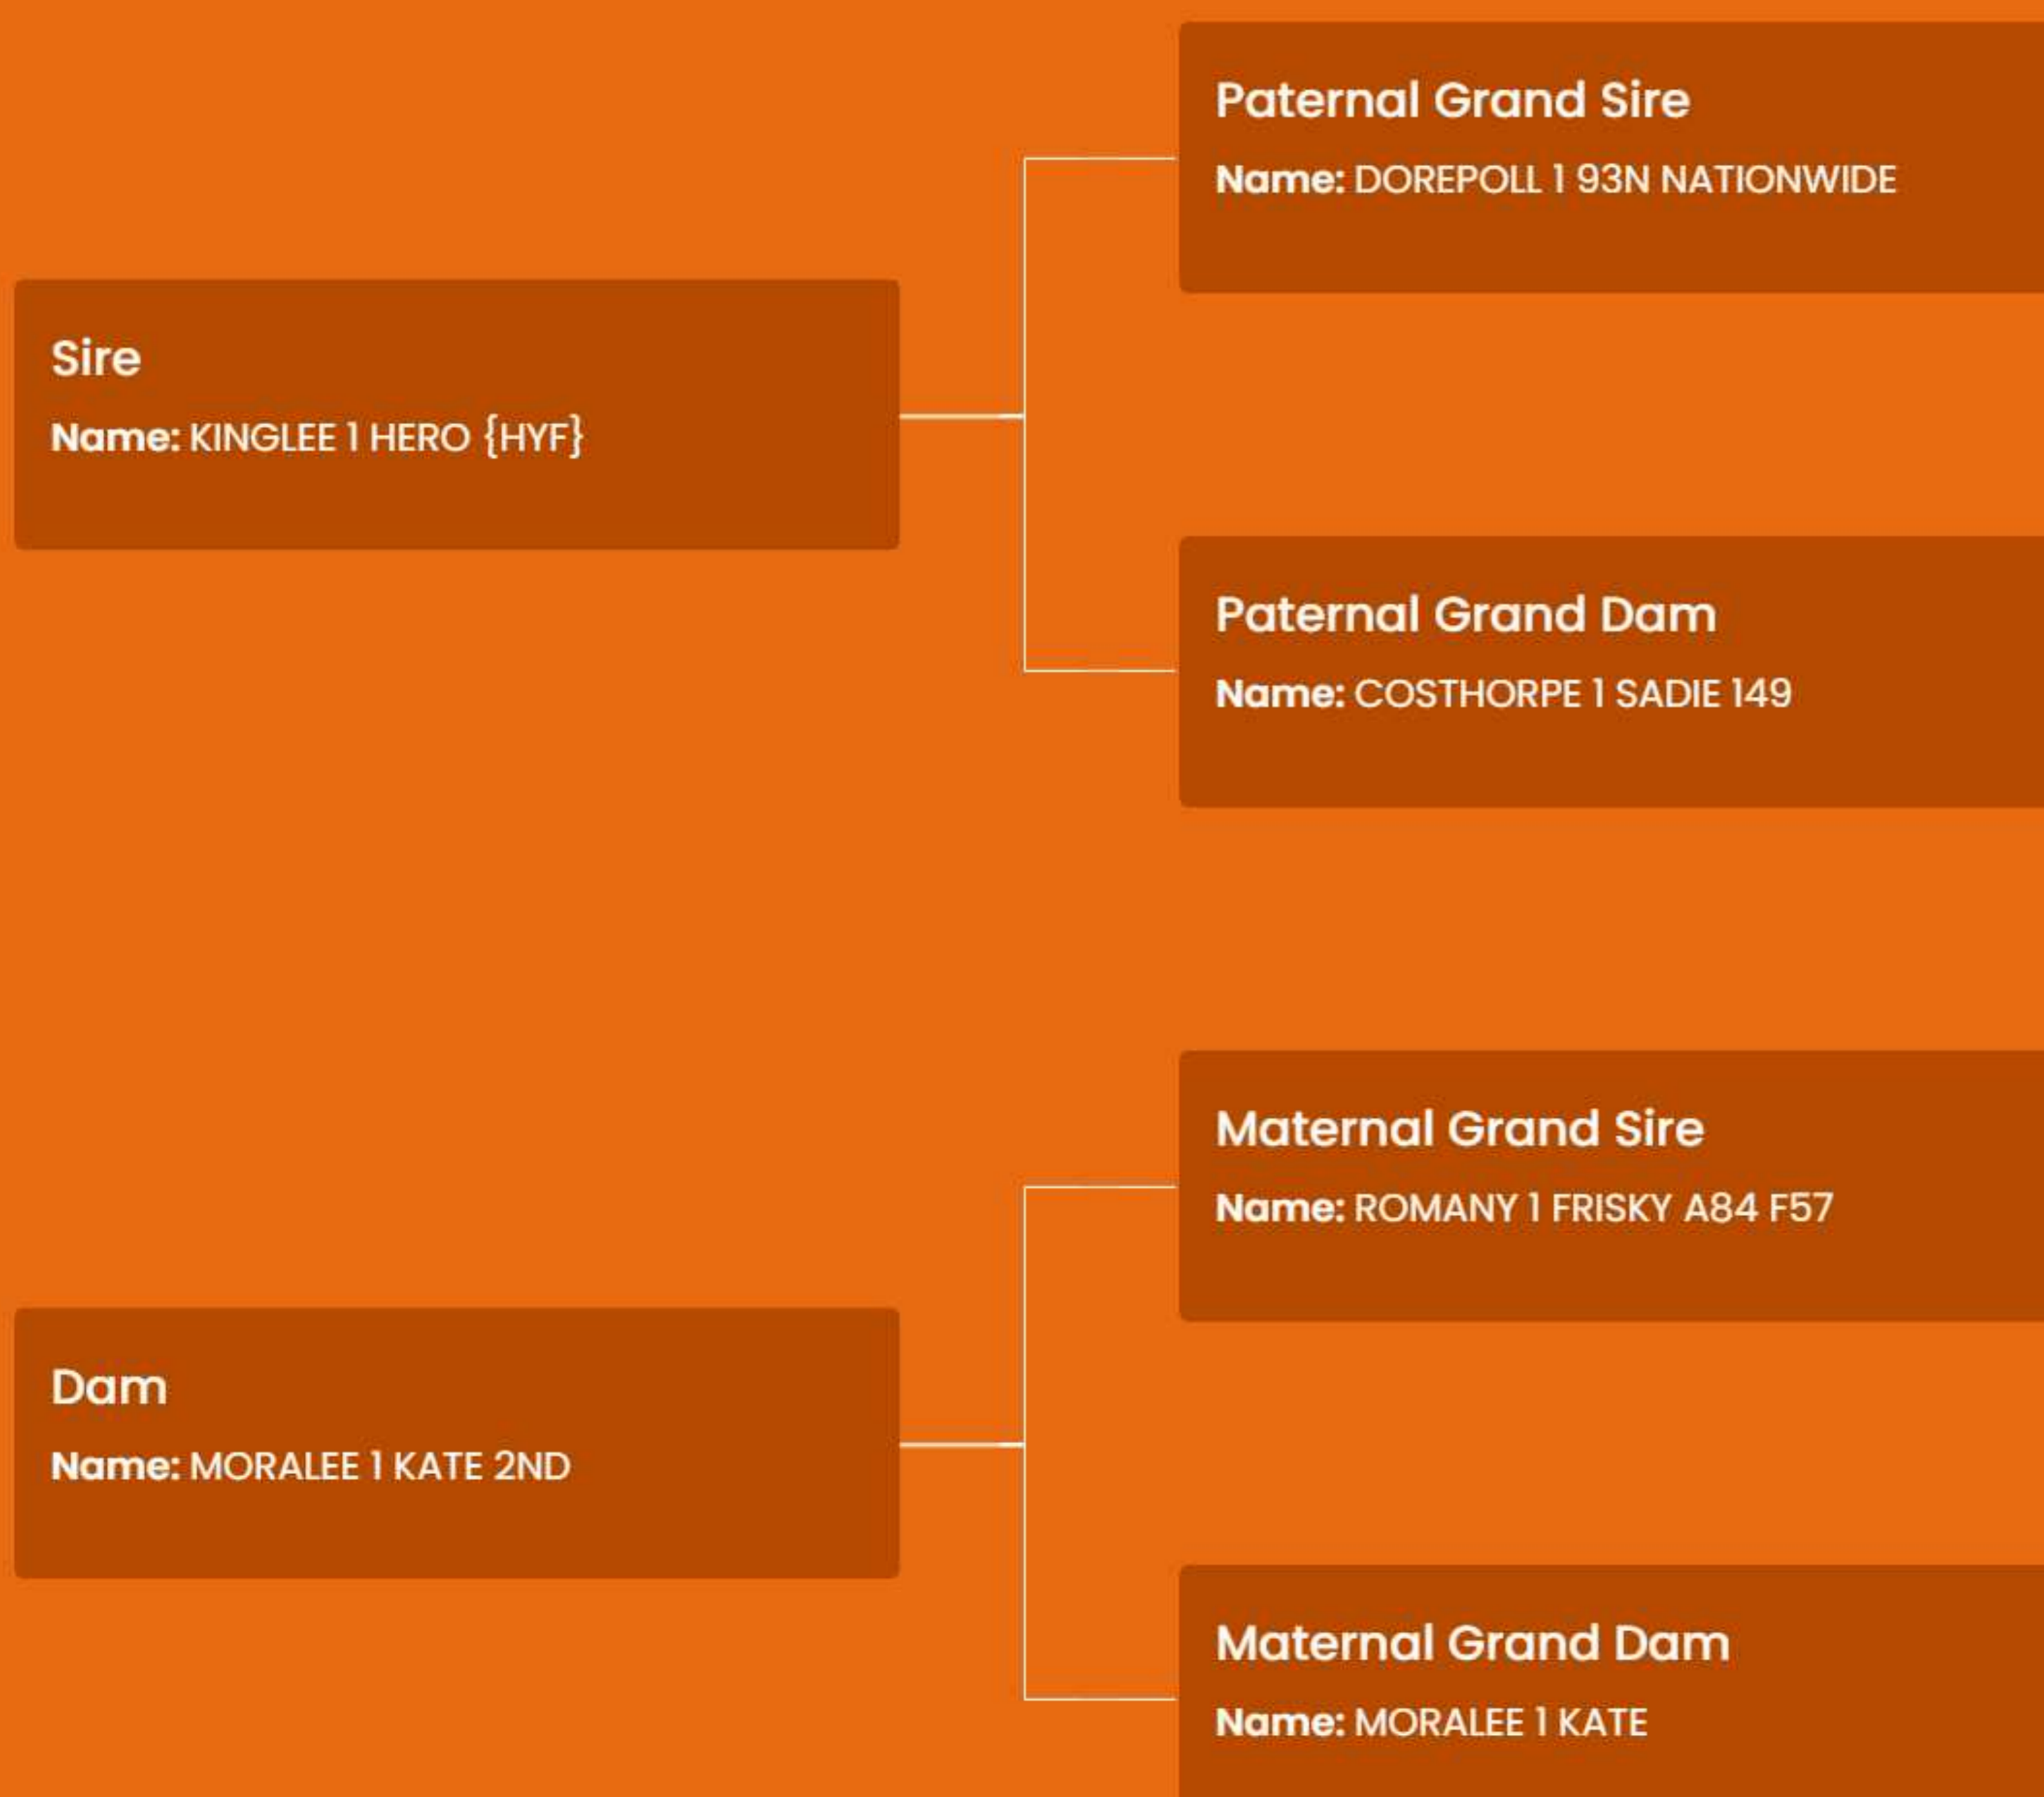 Paternal Grand Sire
Name: DOREPOLL 1 93N NATIONWIDE
Sire
Name: KINGLEE 1 HERO {HYF}
Paternal Grand Dam
Name: COSTHORPE 1 SADIE 149
Maternal Grand Sire
Name: ROMANY 1 FRISKY A84 F57
Dam
Name: MORALEE 1 KATE 2ND
Maternal Grand Dam
Name: MORALEE 1 KATE